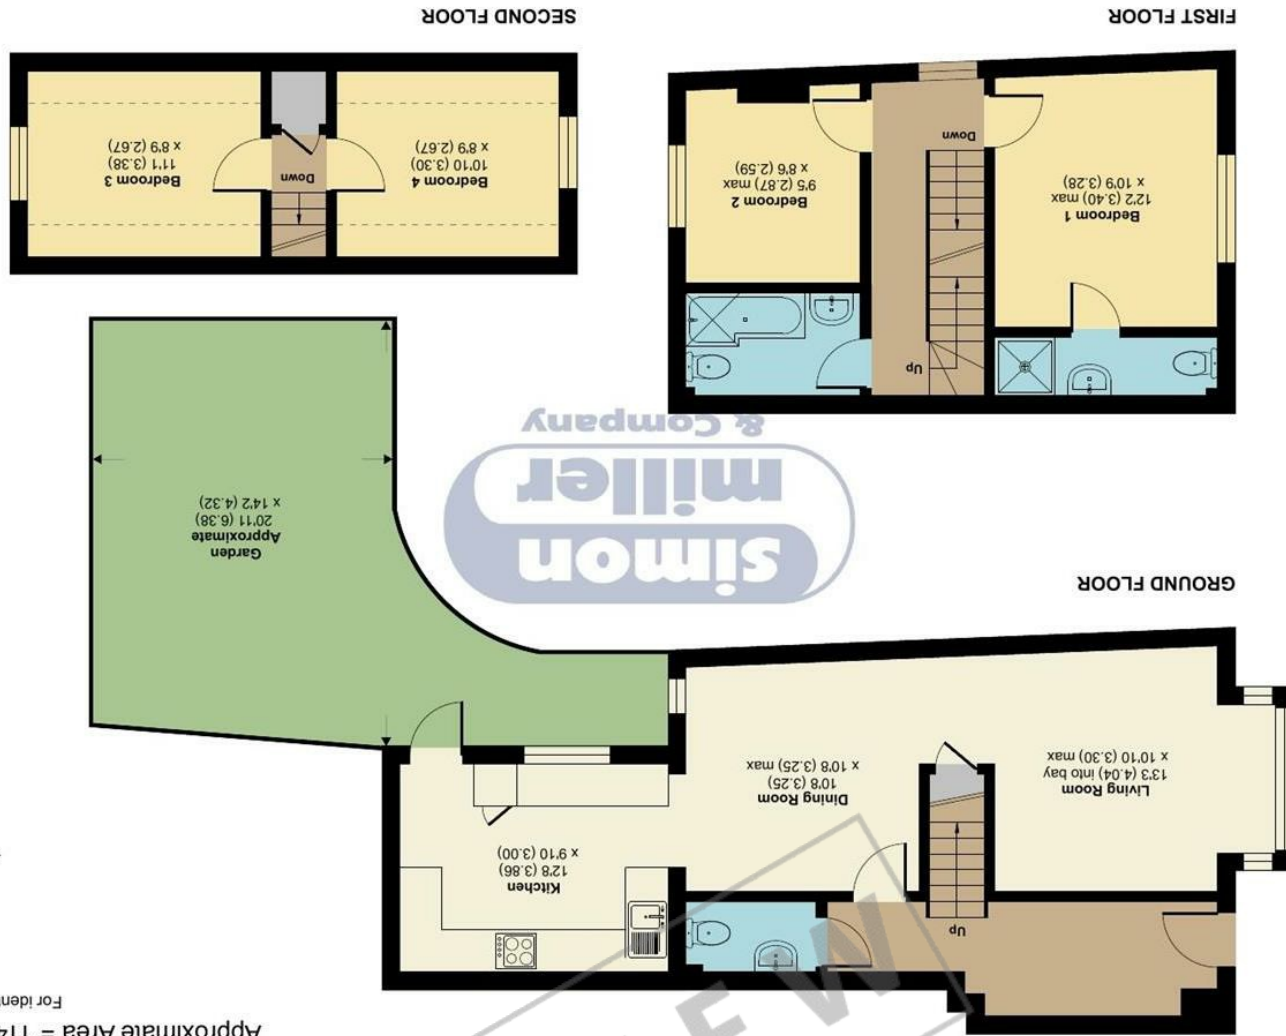 Approximate Area = 114
For identi
Up
Kitchen
12'8 (3.86)
x 9'10 (3.00)
Living Room
13'3 (4.04) into bay
x 10'10 (3.30) max
Dining Room
10'8 (3.25)
x 10'8 (3.25) max
GROUND FLOOR
Garden
Approximate
20'11 (6.38)
x 14'2 (4.32)
simon
miller
& Company
Up
Bedroom 1
12'2 (3.40) max
x 10'9 (3.28)
Bedroom 2
9'5 (2.87) max
x 8'6 (2.59)
Down
FIRST FLOOR
Bedroom 4
10'10 (3.30)
x 8'9 (2.67)
Down
Bedroom 3
11'1 (3.38)
x 8'9 (2.67)
SECOND FLOOR